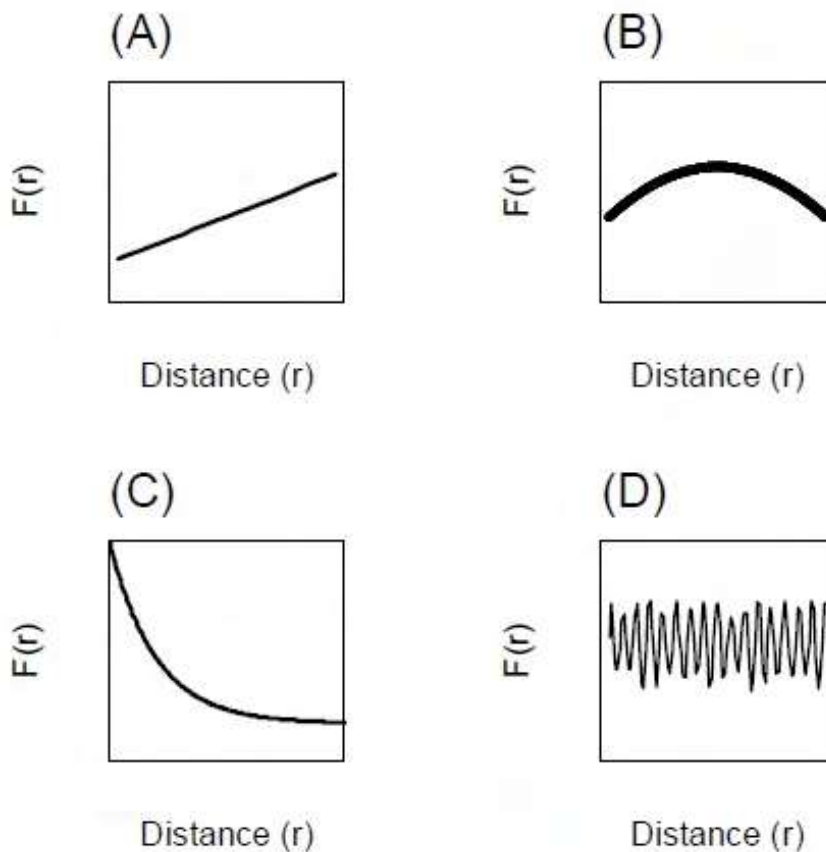 (A)
F(r)
Distance (r)
(B)
F(r)
Distance (r)
(C)
F(r)
Distance (r)
(D)
F(r)
Distance (r)